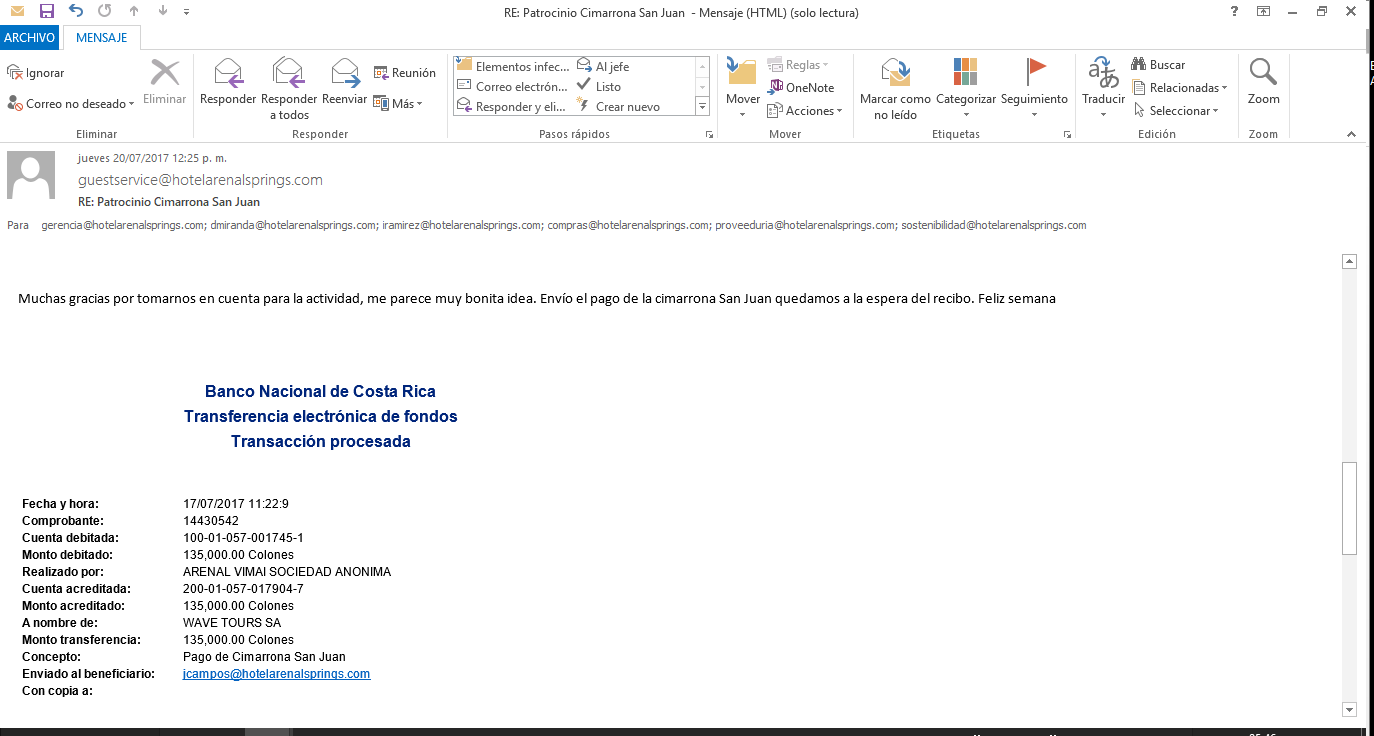 RE: Patrocinio Cimarrona San Juan - Mensaje (HTML) (solo lectura)
ARCHIVO MENSAJE
Ignorar
Correo no deseado
Eliminar
Eliminar
Responder
Responder a todos
Reenviar
Reunión
Más
Responder
Elementos infec...
Correo electrón...
Responder y eli...
Al jefe
Listo
Crear nuevo
Pasos rápidos
Mover
Reglas
OneNote
Acciones
Mover
Marcar como no leído
Categorizar
Seguimiento
Etiquetas
Traducir
Buscar
Relacionadas
Seleccionar
Edición
Zoom
Zoom
jueves 20/07/2017 12:25 p. m.
guestservice@hotelarenalsprings.com
RE: Patrocinio Cimarrona San Juan
Para gerencia@hotelarenalsprings.com; dmiranda@hotelarenalsprings.com; iramirez@hotelarenalsprings.com; compras@hotelarenalsprings.com; proveeduria@hotelarenalsprings.com; sostenibilidad@hotelarenalsprings.com
Muchas gracias por tomarnos en cuenta para la actividad, me parece muy bonita idea. Envío el pago de la cimarrona San Juan quedamos a la espera del recibo. Feliz semana
Banco Nacional de Costa Rica
Transferencia electrónica de fondos
Transacción procesada
Fecha y hora: 17/07/2017 11:22:9
Comprobante: 14430542
Cuenta debitada: 100-01-057-001745-1
Monto debitado: 135,000.00 Colones
Realizado por: ARENAL VIMAI SOCIEDAD ANONIMA
Cuenta acreditada: 200-01-057-017904-7
Monto acreditado: 135,000.00 Colones
A nombre de: WAVE TOURS SA
Monto transferencia: 135,000.00 Colones
Concepto: Pago de Cimarrona San Juan
Enviado al beneficiario: jcampos@hotelarenalsprings.com
Con copia a: